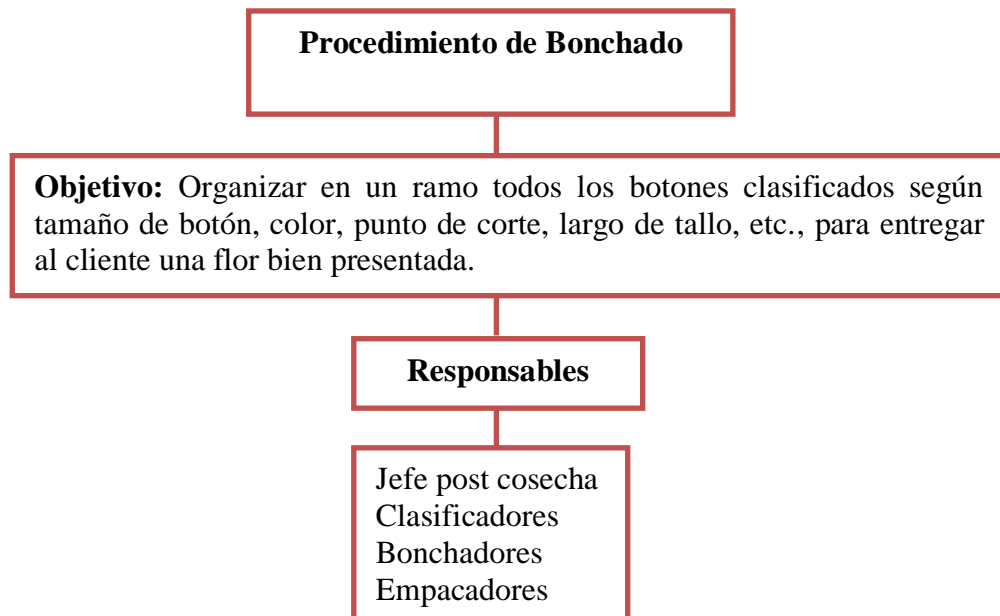 Procedimiento de Bonchado
Objetivo: Organizar en un ramo todos los botones clasificados según
tamaño de botón, color, punto de corte, largo de tallo, etc., para entregar
al cliente una flor bien presentada.
Responsables
Jefe post cosecha
Clasificadores
Bonchadores
Empacadores